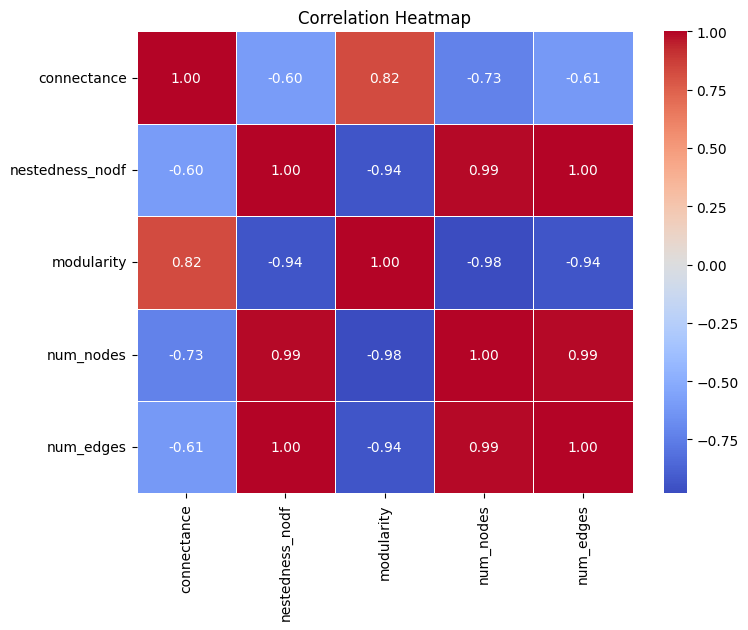 Correlation Heatmap
connectance 1.00 −0.60 0.82 −0.73 −0.61
nestedness_nodf −0.60 1.00 −0.94 0.99 1.00
modularity 0.82 −0.94 1.00 −0.98 −0.94
num_nodes −0.73 0.99 −0.98 1.00 0.99
num_edges −0.61 1.00 −0.94 0.99 1.00
connectance
nestedness_nodf
modularity
num_nodes
num_edges
1.00
0.75
0.50
0.25
0.00
−0.25
−0.50
−0.75